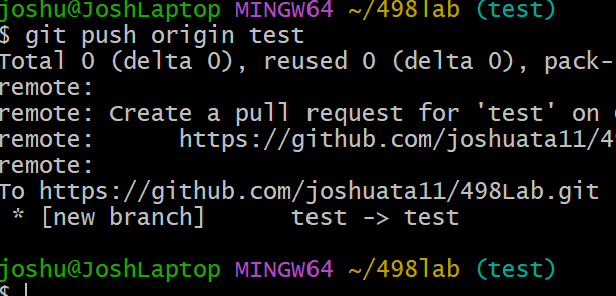 joshu@JoshLaptop MINGW64 ~/498lab (test)
$ git push origin test
Total 0 (delta 0), reused 0 (delta 0), pack-
remote:
remote: Create a pull request for 'test' on
remote:      https://github.com/joshuata11/4
remote:
To https://github.com/joshuata11/498Lab.git
 * [new branch]      test -> test
joshu@JoshLaptop MINGW64 ~/498lab (test)
$